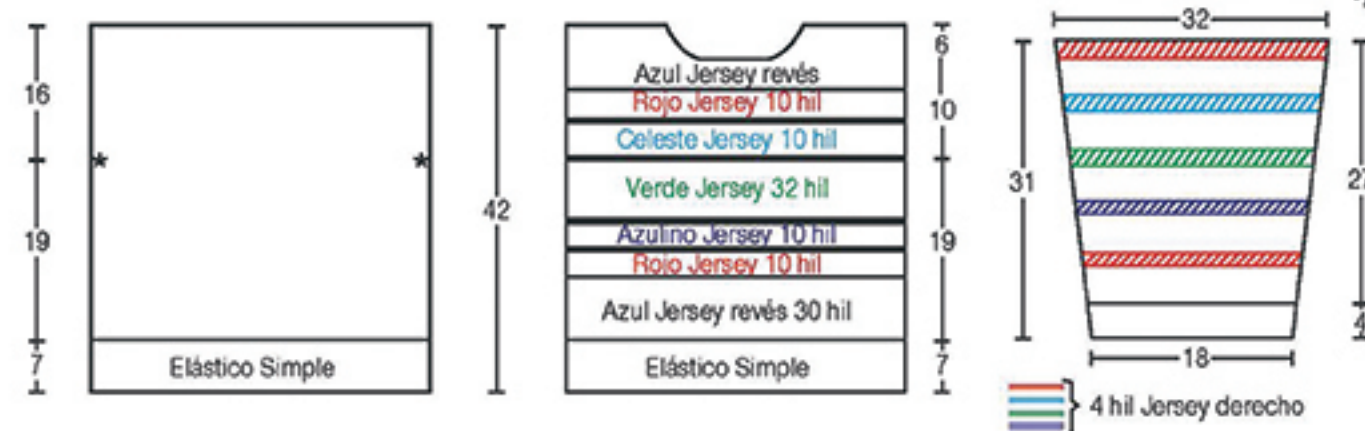 16
19
7
*
*
Elástico Simple
42
Azul Jersey revés
Rojo Jersey 10 hil
Celeste Jersey 10 hil
Verde Jersey 32 hil
Azulino Jersey 10 hil
Rojo Jersey 10 hil
Azul Jersey revés 30 hil
Elástico Simple
6
10
19
7
32
31
27
4
18
4 hil Jersey derecho